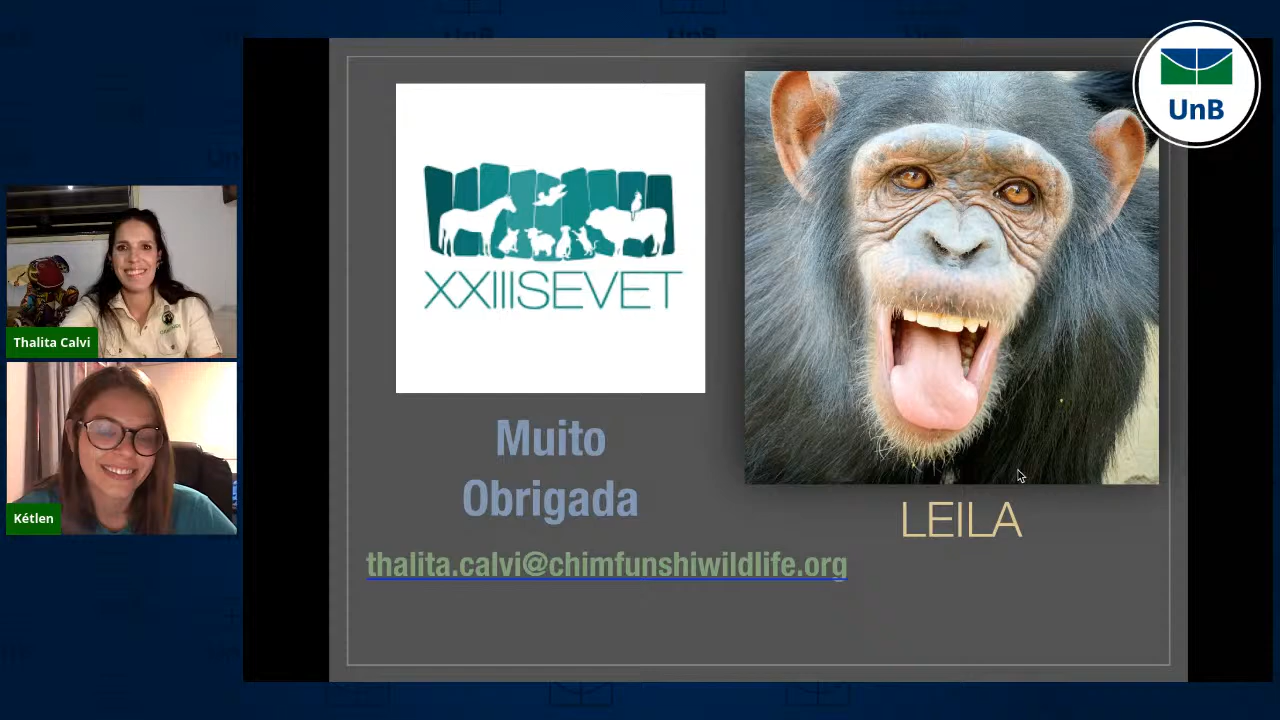 UnB
XXIIISEVET
Muito
Obrigada
LEILA
thalita.calvi@chimfunshiwildlife.org
Thalita Calvi
Kétlen